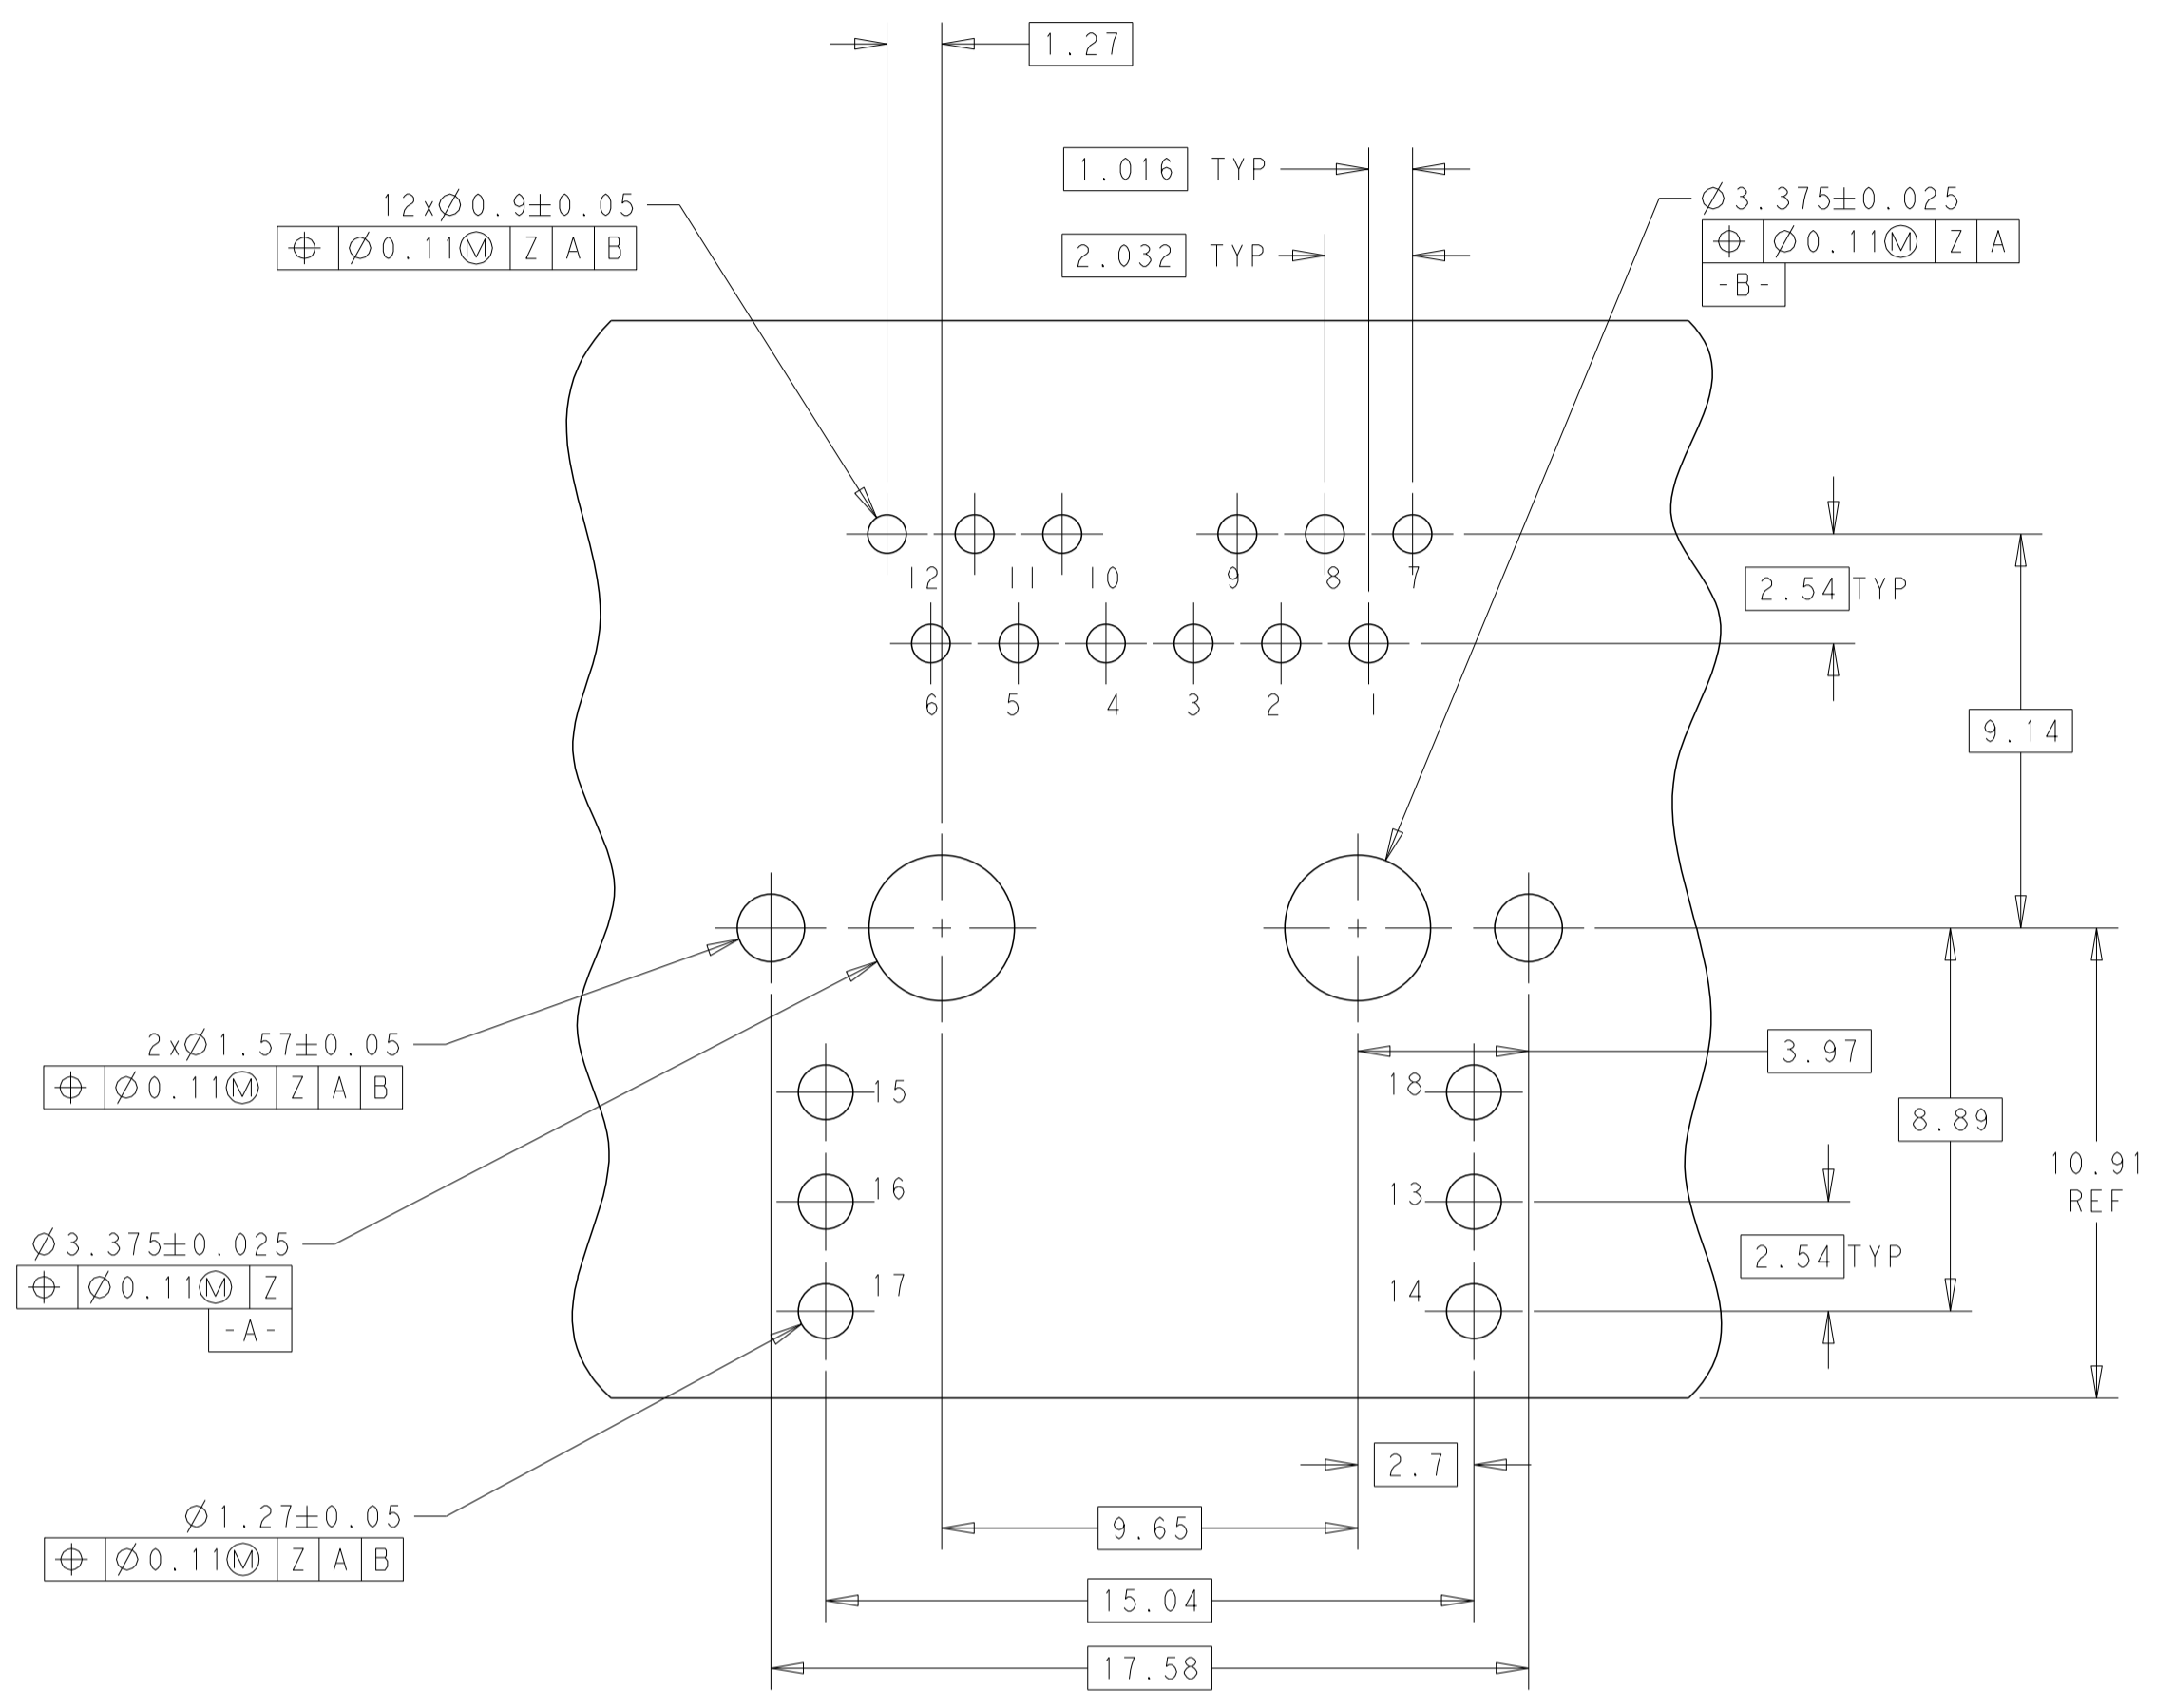 1.27
1.016 TYP
12xØ0.9±0.05
⌖ Ø0.11Ⓜ Z A B
2.032 TYP
Ø3.375±0.025
⌖ Ø0.11Ⓜ Z A
-B-
12 11 10 9 8 7
2.54 TYP
6 5 4 3 2 1
9.14
2xØ1.57±0.05
⌖ Ø0.11Ⓜ Z A B
3.97
15
18
8.89
16
13
10.91
REF
Ø3.375±0.025
⌖ Ø0.11Ⓜ Z
-A-
2.54 TYP
17
14
2.7
Ø1.27±0.05
⌖ Ø0.11Ⓜ Z A B
9.65
15.04
17.58